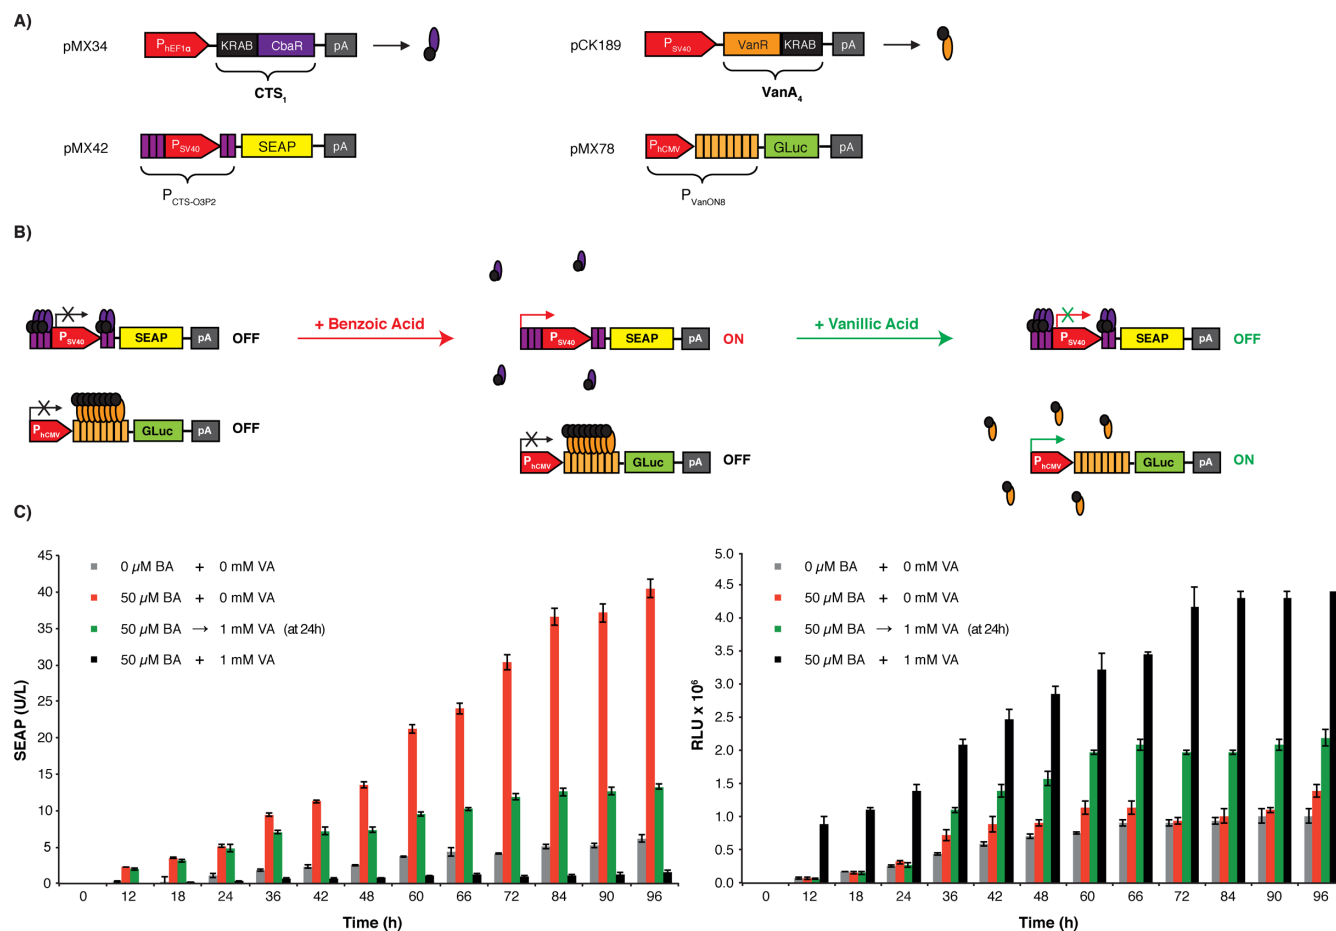 A)
pMX34
PhEF1α
KRAB
CbaR
pA
CTS1
pCK189
PSV40
VanR
KRAB
pA
VanA4
pMX42
PSV40
SEAP
pA
PCTS-O3P2
pMX78
PhCMV
GLuc
pA
PVanON8
B)
PSV40
SEAP
pA
OFF
+ Benzoic Acid
PSV40
SEAP
pA
ON
+ Vanillic Acid
PSV40
SEAP
pA
OFF
PhCMV
GLuc
pA
OFF
PhCMV
GLuc
pA
OFF
PhCMV
GLuc
pA
ON
C)
SEAP (U/L)
45
40
35
30
25
20
15
10
5
0
0 µM BA + 0 mM VA
50 µM BA + 0 mM VA
50 µM BA → 1 mM VA (at 24h)
50 µM BA + 1 mM VA
0 12 18 24 36 42 48 60 66 72 84 90 96
Time (h)
RLU x 10⁶
5.0
4.5
4.0
3.5
3.0
2.5
2.0
1.5
1.0
0.5
0.0
0 µM BA + 0 mM VA
50 µM BA + 0 mM VA
50 µM BA → 1 mM VA (at 24h)
50 µM BA + 1 mM VA
0 12 18 24 36 42 48 60 66 72 84 90 96
Time (h)